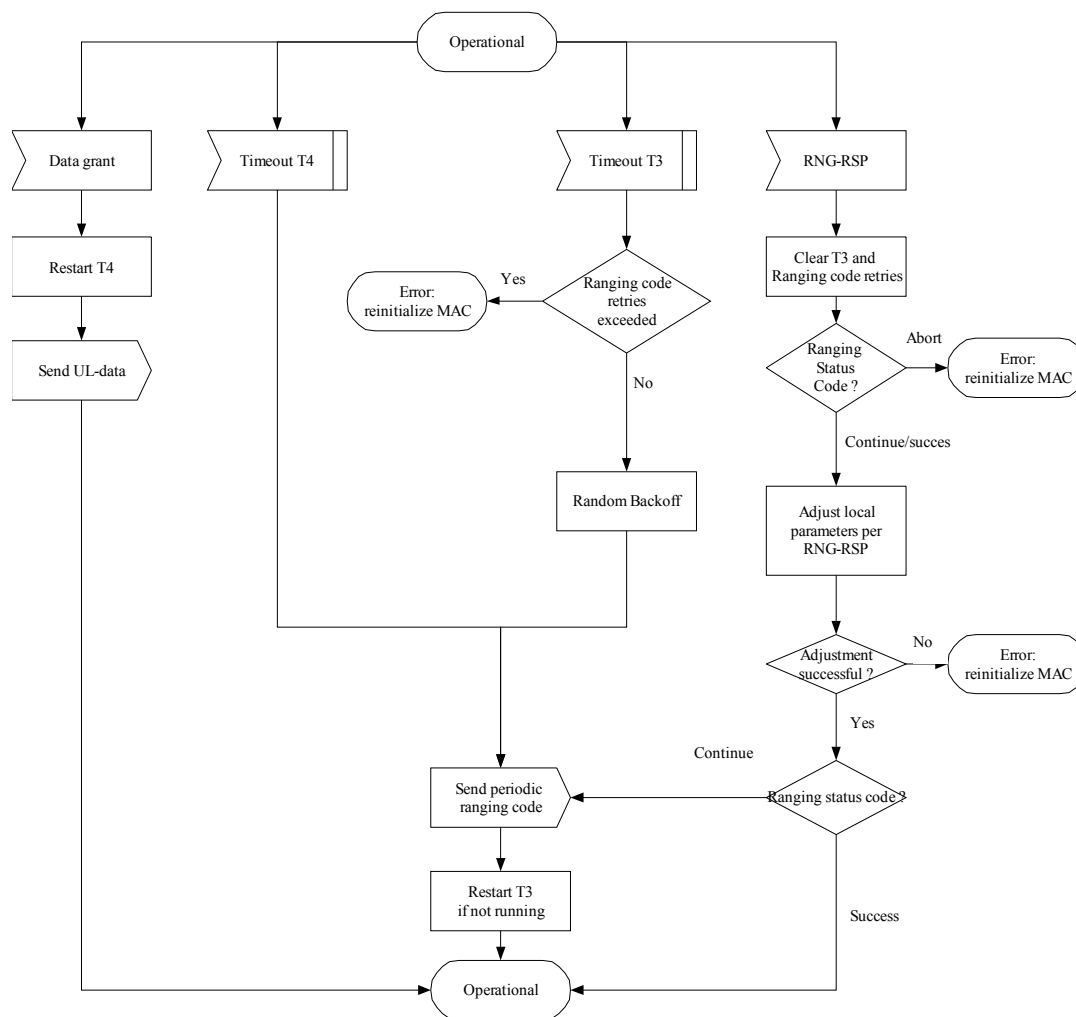 Operational
Data grant
Timeout T4
Timeout T3
RNG-RSP
Restart T4
Send UL-data
Yes
Error:
reinitialize MAC
Ranging code
retries
exceeded
No
Random Backoff
Clear T3 and
Ranging code retries
Ranging
Status
Code ?
Abort
Error:
reinitialize MAC
Continue/succes
Adjust local
parameters per
RNG-RSP
Adjustment
successful ?
No
Error:
reinitialize MAC
Yes
Continue
Ranging status code ?
Send periodic
ranging code
Restart T3
if not running
Success
Operational